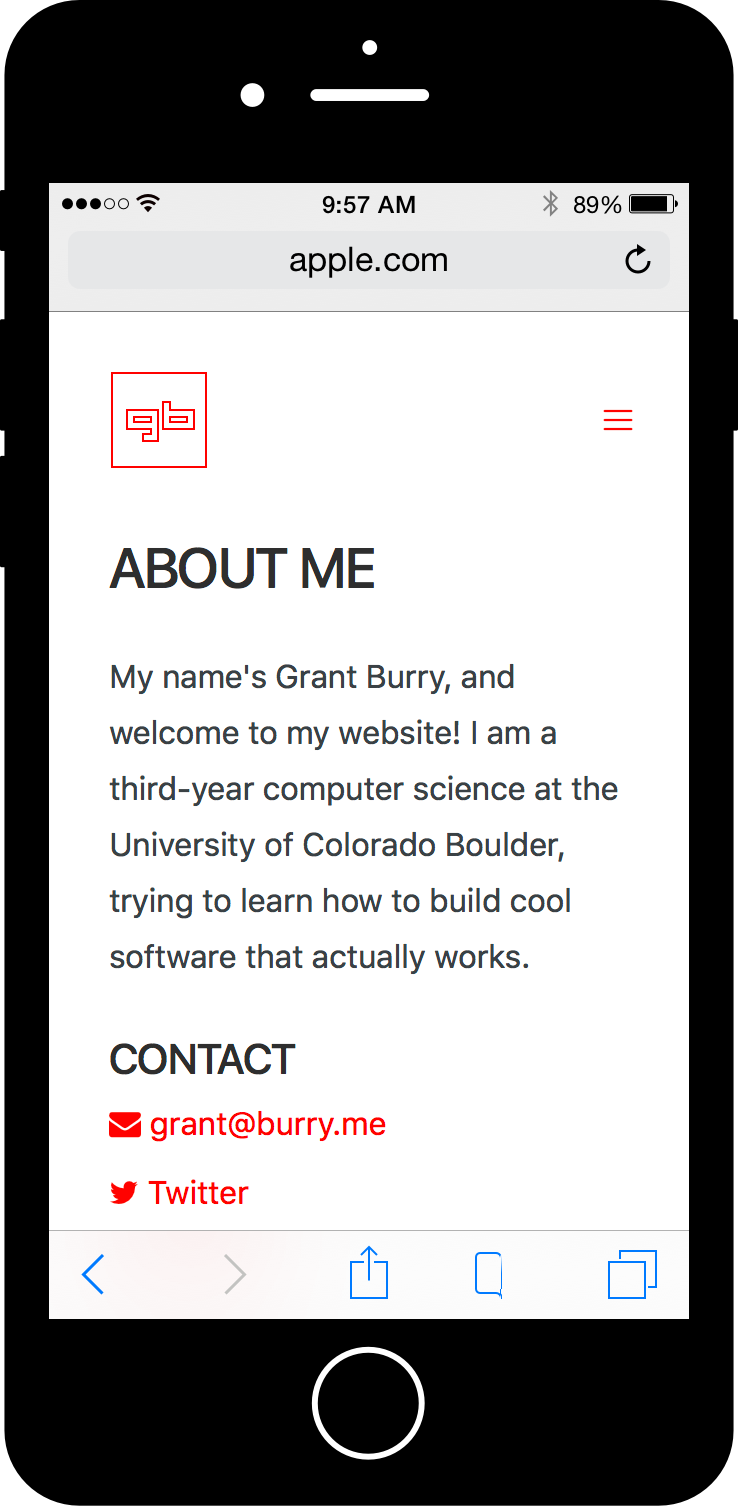 9:57 AM 89%
apple.com
gb
ABOUT ME
My name's Grant Burry, and
welcome to my website! I am a
third-year computer science at the
University of Colorado Boulder,
trying to learn how to build cool
software that actually works.
CONTACT
grant@burry.me
Twitter